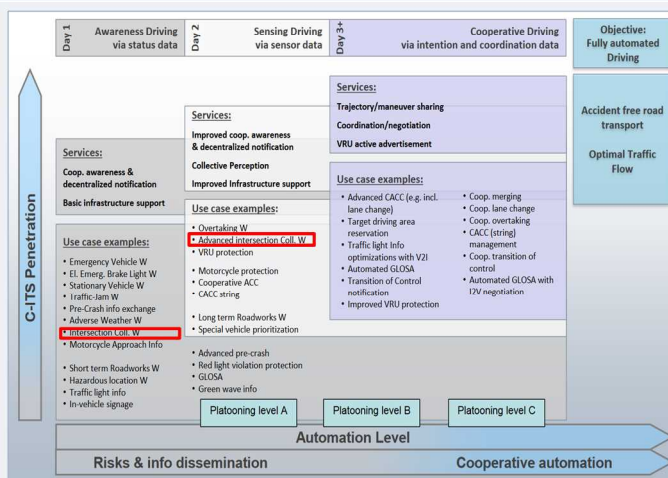 Day 1
Awareness Driving
via status data
Day 2
Sensing Driving
via sensor data
Day 3+
Cooperative Driving
via intention and coordination data
Objective:
Fully automated
Driving
C-ITS Penetration
Services:
Coop. awareness &
decentralized notification
Basic infrastructure support
Use case examples:
• Emergency Vehicle W
• El. Emerg. Brake Light W
• Stationary Vehicle W
• Traffic-Jam W
• Pre-Crash info exchange
• Adverse Weather W
• Intersection Coll. W
• Motorcycle Approach Info
• Short term Roadworks W
• Hazardous location W
• Traffic light info
• In-vehicle signage
Services:
Improved coop. awareness
& decentralized notification
Collective Perception
Improved Infrastructure support
Use case examples:
• Overtaking W
• Advanced intersection Coll. W
• VRU protection
• Motorcycle protection
• Cooperative ACC
• CACC string
• Long term Roadworks W
• Special vehicle prioritization
• Advanced pre-crash
• Red light violation protection
• GLOSA
• Green wave info
Services:
Trajectory/maneuver sharing
Coordination/negotiation
VRU active advertisement
Use case examples:
• Advanced CACC (e.g. incl.
lane change)
• Target driving area
reservation
• Traffic light Info
optimizations with V2I
• Automated GLOSA
• Transition of Control
notification
• Improved VRU protection
• Coop. merging
• Coop. lane change
• Coop. overtaking
• CACC (string)
management
• Coop. transition of
control
• Automated GLOSA with
I2V negotiation
Accident free road
transport
Optimal Traffic
Flow
Platooning level A
Platooning level B
Platooning level C
Automation Level
Risks & info dissemination
Cooperative automation